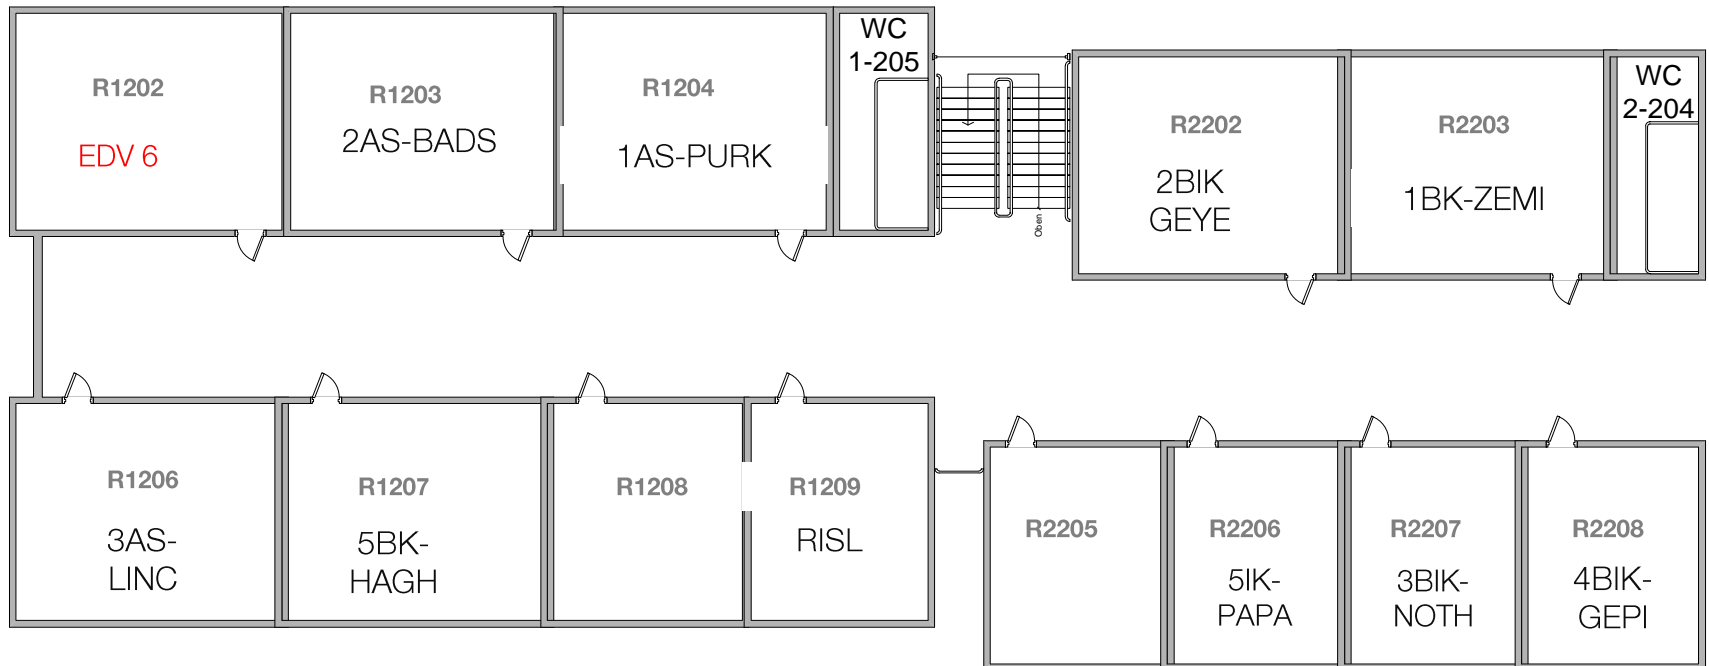 R1202
EDV 6
R1203
2AS-BADS
R1204
1AS-PURK
WC
1-205
Oben
R2202
2BIK
GEYE
R2203
1BK-ZEMI
WC
2-204
R1206
3AS-
LINC
R1207
5BK-
HAGH
R1208
R1209
RISL
R2205
R2206
5IK-
PAPA
R2207
3BIK-
NOTH
R2208
4BIK-
GEPI